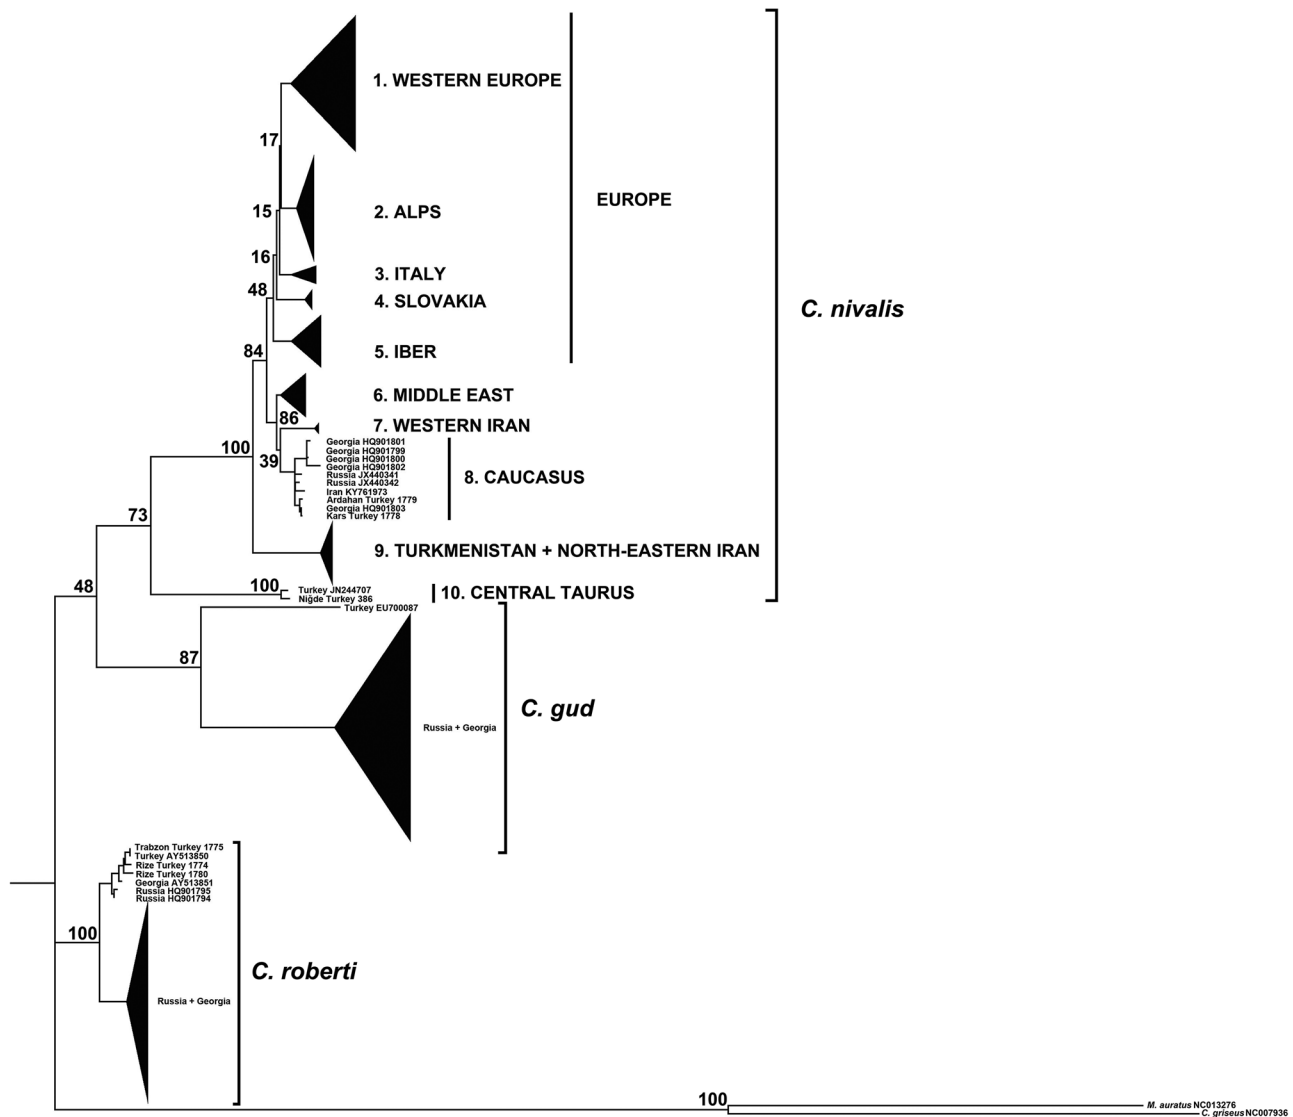 1. WESTERN EUROPE
17
EUROPE
2. ALPS
15
16
3. ITALY
48
4. SLOVAKIA
C. nivalis
84
5. IBER
6. MIDDLE EAST
86
7. WESTERN IRAN
Georgia HQ901801
100
Georgia HQ901799
39
Georgia HQ901800
Georgia HQ901802
Russia JX440341
8. CAUCASUS
Russia JX440342
Iran KY761973
Ardahan Turkey 1779
Georgia HQ901803
Kars Turkey 1778
73
9. TURKMENISTAN + NORTH-EASTERN IRAN
48
100
Turkey JN244707
10. CENTRAL TAURUS
Niğde Turkey 386
Turkey EU700087
87
C. gud
Russia + Georgia
Trabzon Turkey 1775
Turkey AY513850
Rize Turkey 1774
Rize Turkey 1780
Georgia AY513851
Russia HQ901795
Russia HQ901794
100
C. roberti
Russia + Georgia
100
M. auratus NC013276
C. griseus NC007936